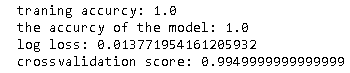 traning accurcy: 1.0
the accurcy of the model: 1.0
log loss: 0.013771954161205932
crossvalidation score: 0.9949999999999999